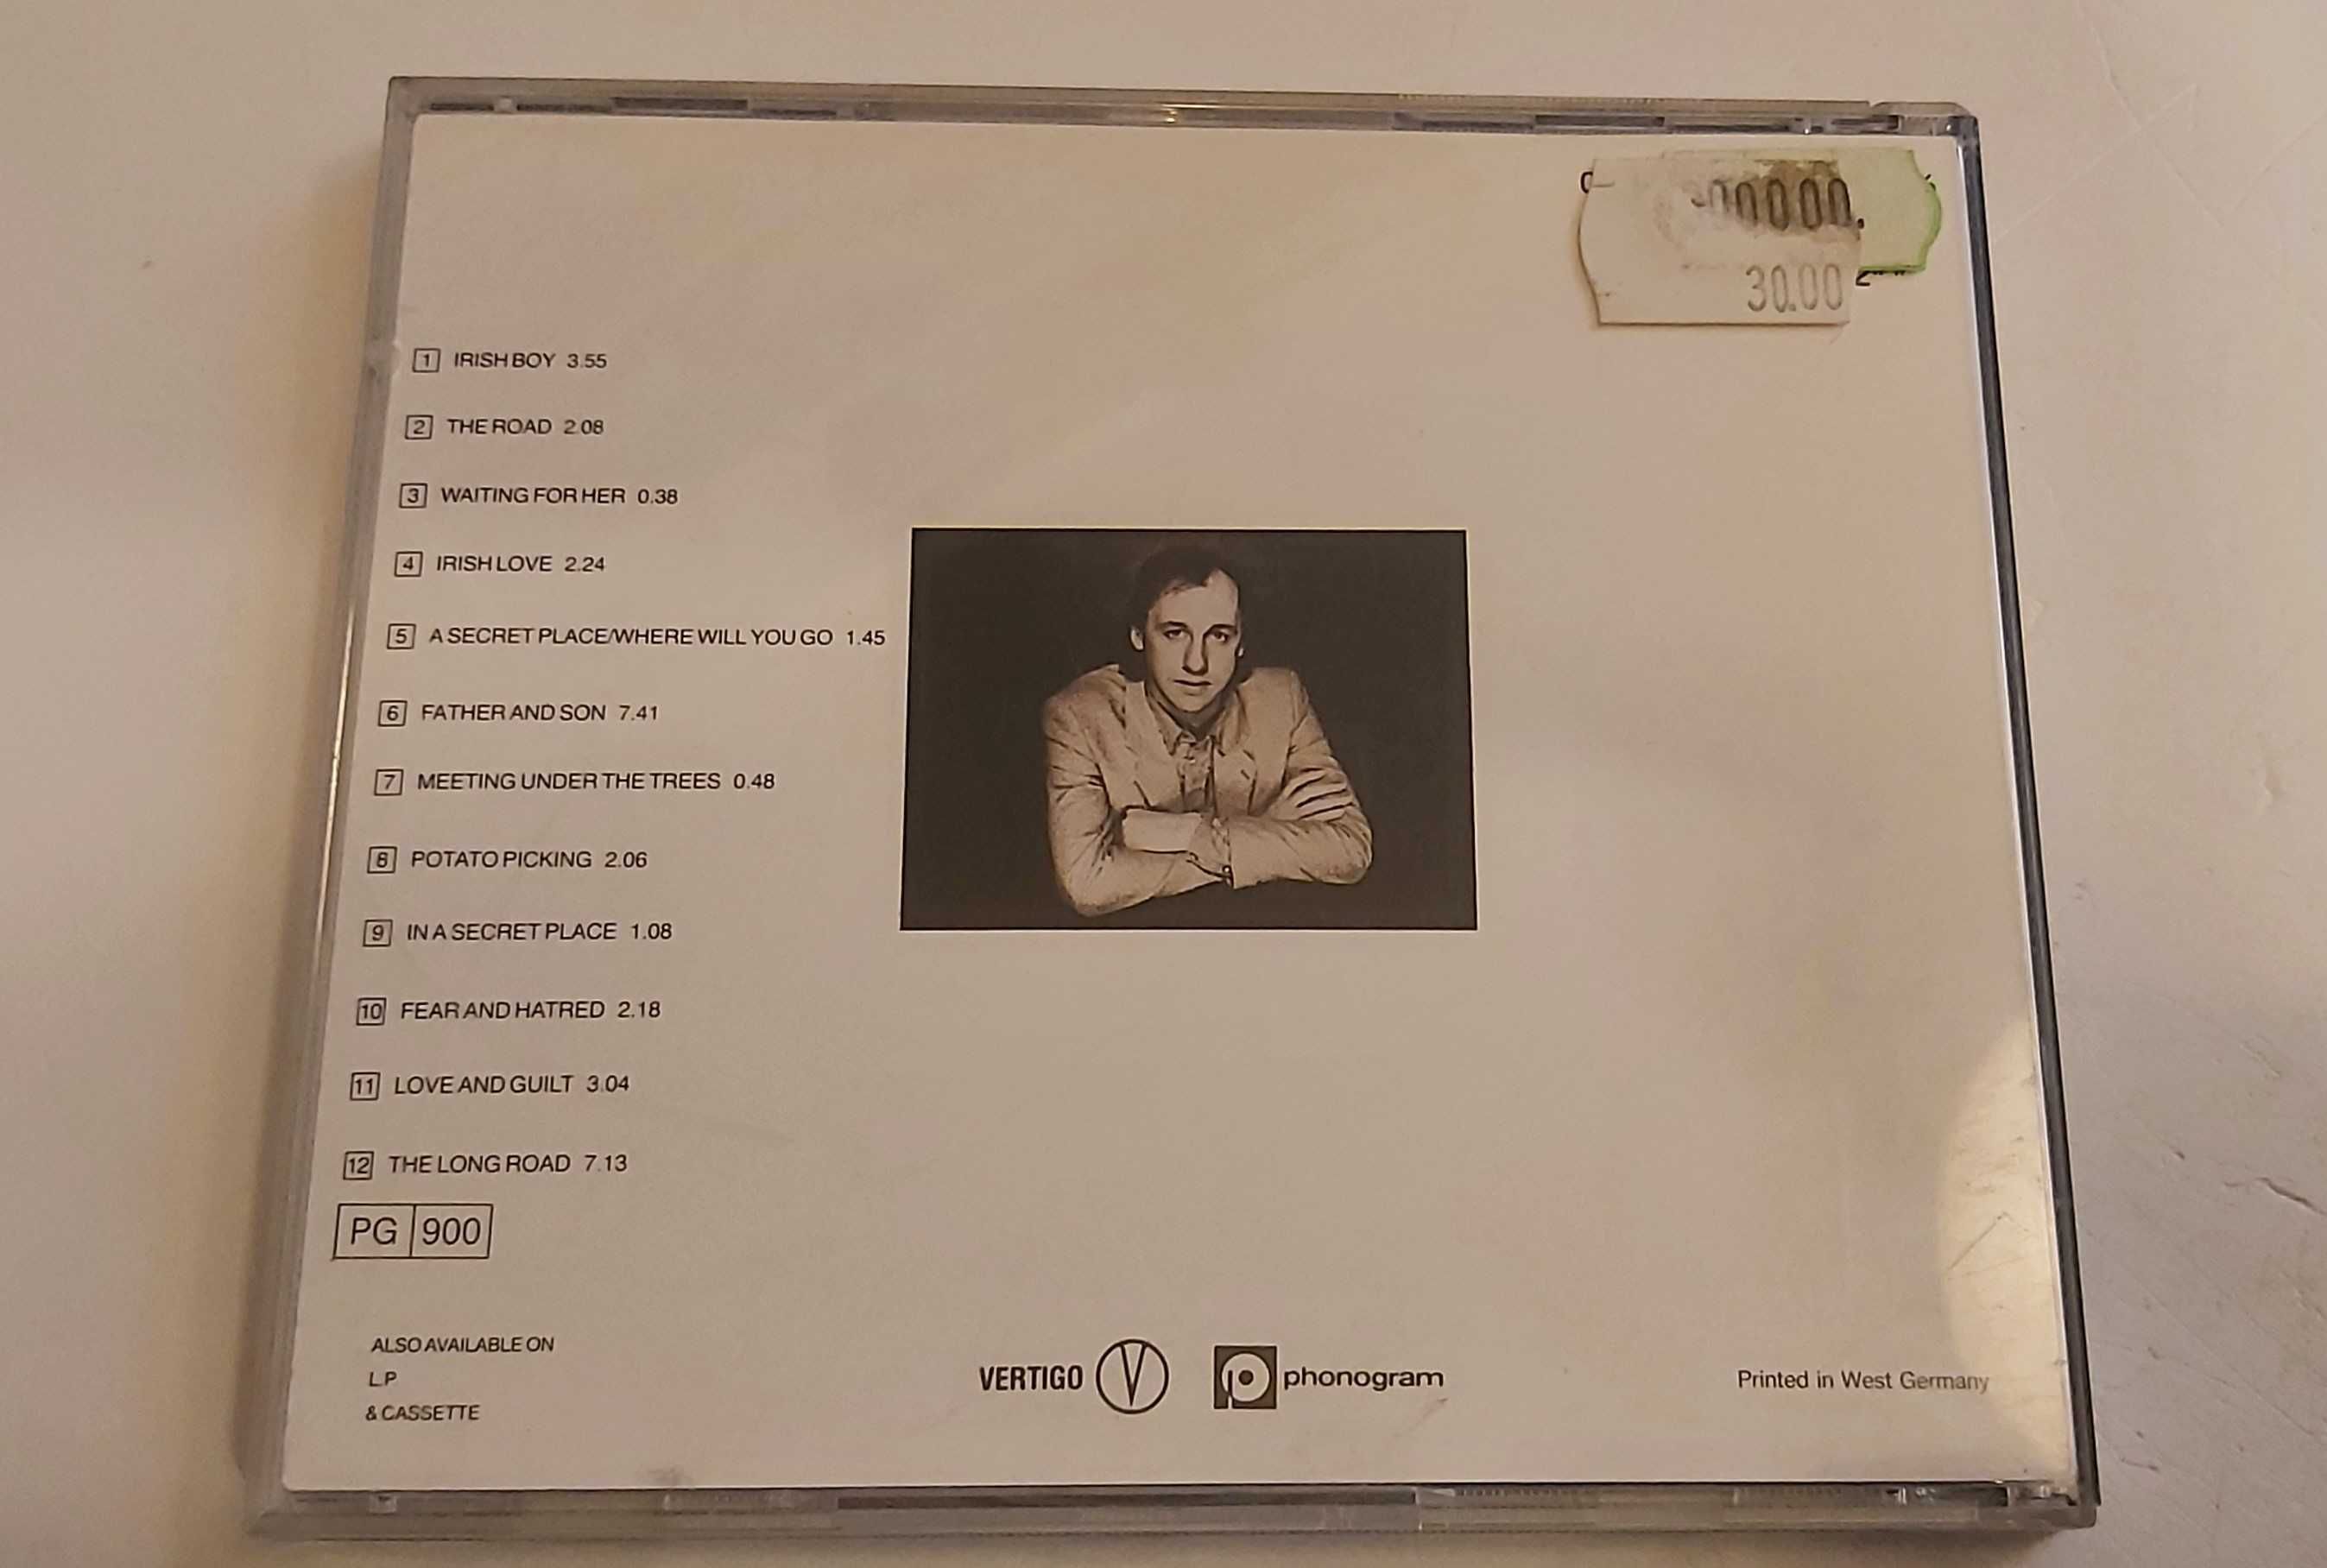 0000.
30.00
1 IRISH BOY 3.55
2 THE ROAD 2.08
3 WAITING FOR HER 0.38
4 IRISH LOVE 2.24
5 A SECRET PLACE/WHERE WILL YOU GO 1.45
6 FATHER AND SON 7.41
7 MEETING UNDER THE TREES 0.48
8 POTATO PICKING 2.06
9 IN A SECRET PLACE 1.08
10 FEAR AND HATRED 2.18
11 LOVE AND GUILT 3.04
12 THE LONG ROAD 7.13
PG 900
ALSO AVAILABLE ON
LP
& CASSETTE
VERTIGO V
phonogram
Printed in West Germany